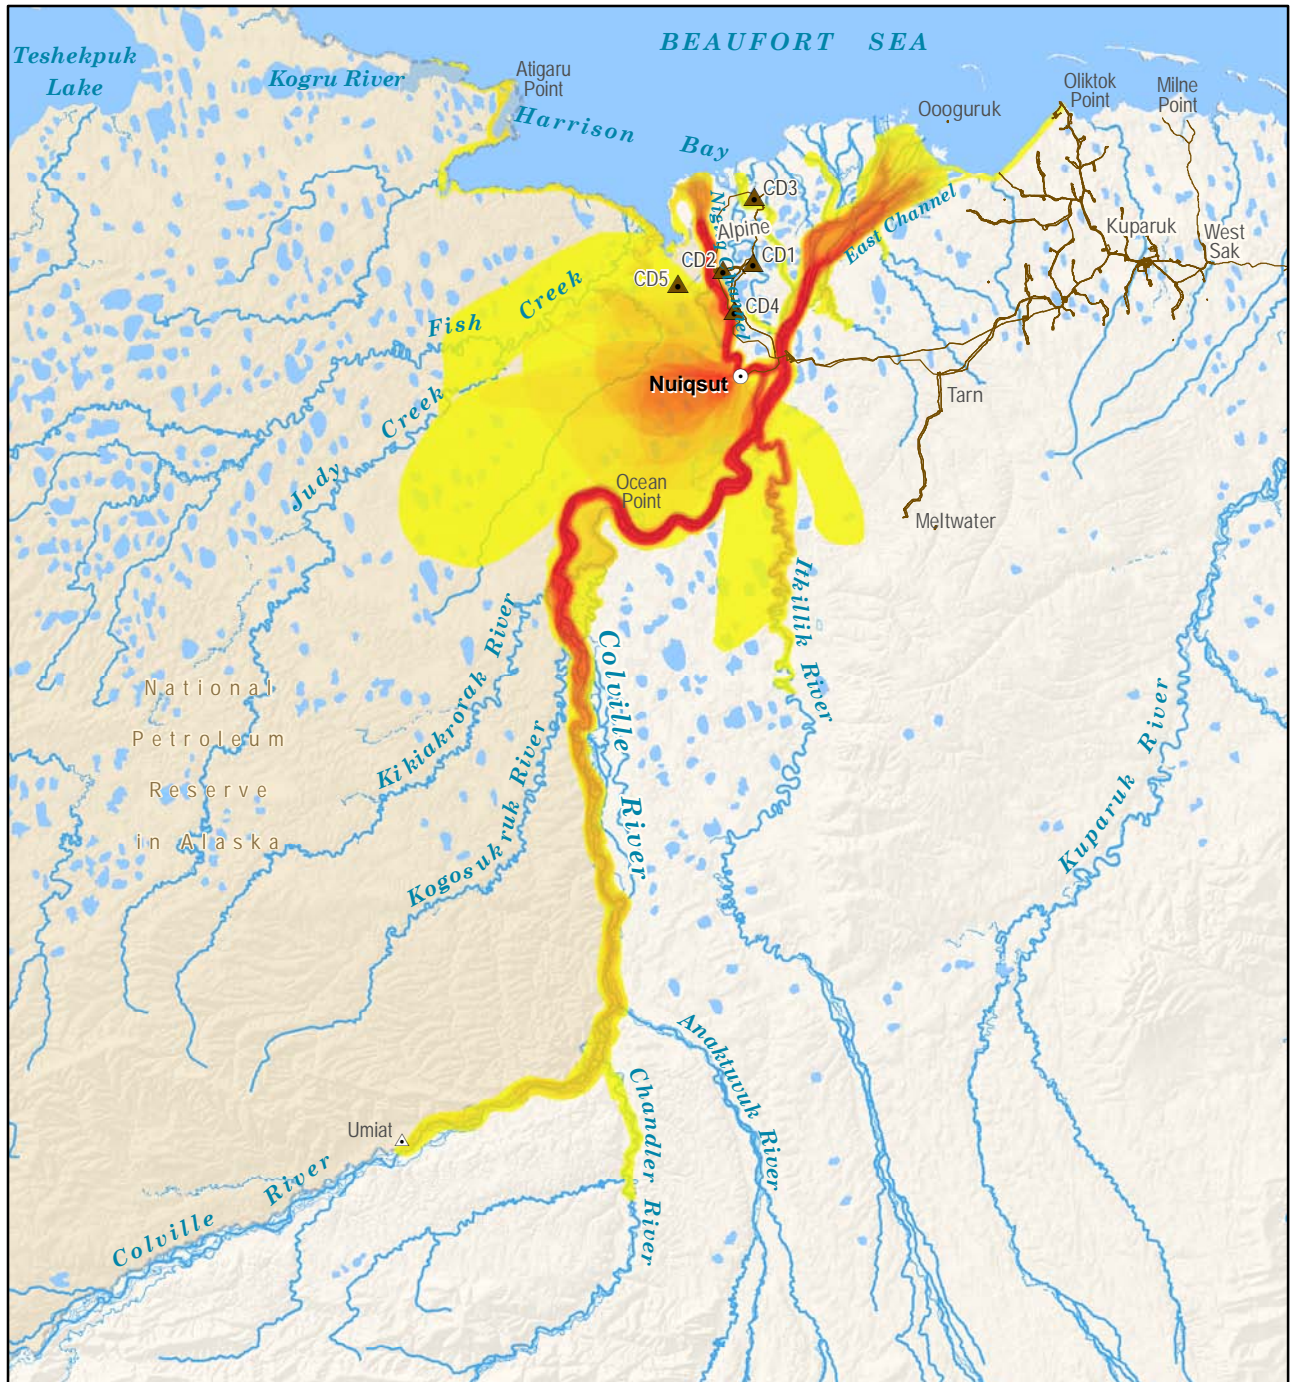 BEAUFORT SEA
Teshekpuk
Lake
Kogru River
Atigaru
Point
Harrison Bay
Oooguruk
Oliktok
Point
Milne
Point
CD3
Nigliq Channel
Alpine
East Channel
Kuparuk
West
Sak
CD2
CD1
CD5
CD4
Fish Creek
Nuiqsut
Judy Creek
Tarn
Ocean
Point
Meltwater
Itkillik River
Colville River
Kikiakrorak River
National
Petroleum
Reserve
in Alaska
Kogosukruk River
Kuparuk River
Anaktuvuk River
Chandler River
Umiat
Colville River